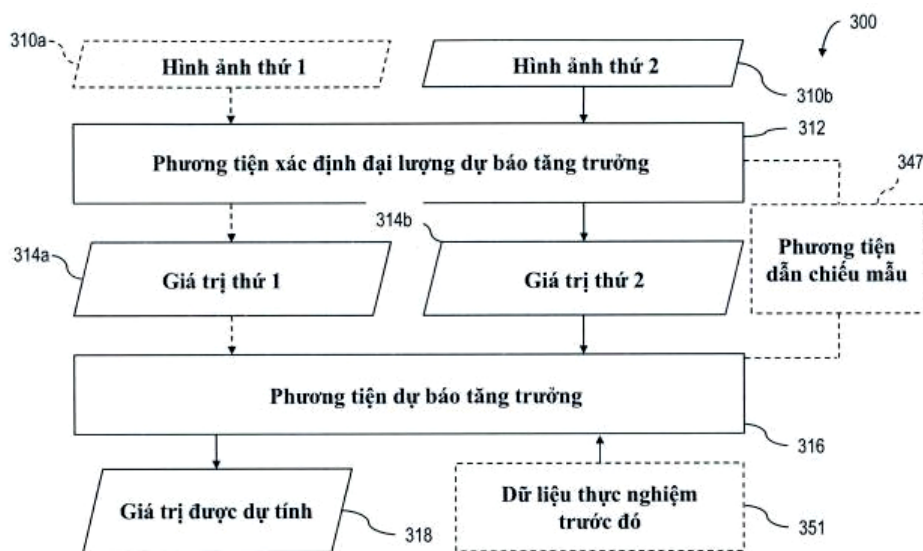 300
310a
Hình ảnh thứ 1
Hình ảnh thứ 2
310b
312
Phương tiện xác định đại lượng dự báo tăng trưởng
347
314b
314a
Giá trị thứ 1
Giá trị thứ 2
Phương tiện
dẫn chiếu mẫu
Phương tiện dự báo tăng trưởng
316
Giá trị được dự tính
318
Dữ liệu thực nghiệm
trước đó
351